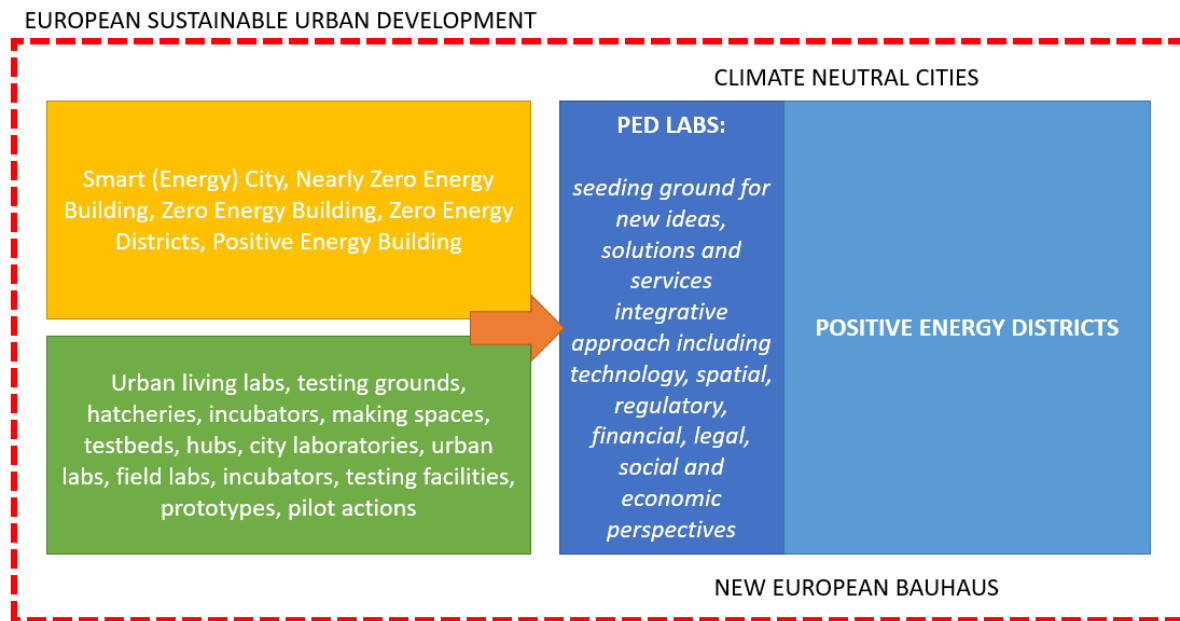 EUROPEAN SUSTAINABLE URBAN DEVELOPMENT
CLIMATE NEUTRAL CITIES
Smart (Energy) City, Nearly Zero Energy
Building, Zero Energy Building, Zero Energy
Districts, Positive Energy Building
Urban living labs, testing grounds,
hatcheries, incubators, making spaces,
testbeds, hubs, city laboratories, urban
labs, field labs, incubators, testing facilities,
prototypes, pilot actions
PED LABS:
seeding ground for
new ideas,
solutions and
services
integrative
approach including
technology, spatial,
regulatory,
financial, legal,
social and
economic
perspectives
POSITIVE ENERGY DISTRICTS
NEW EUROPEAN BAUHAUS